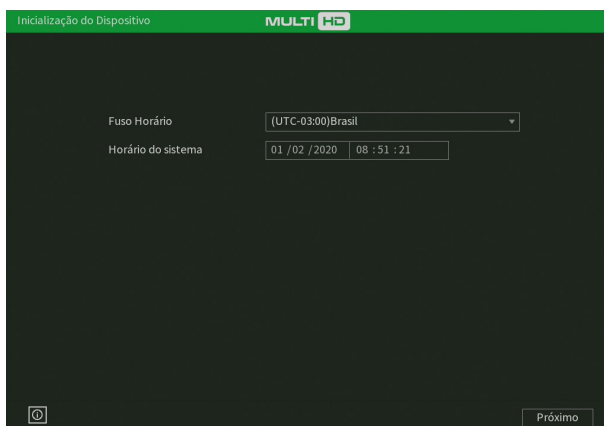 Inicialização do Dispositivo MULTI HD
Fuso Horário (UTC-03:00)Brasil
Horário do sistema 01 /02 /2020 08 : 51 : 21
Próximo